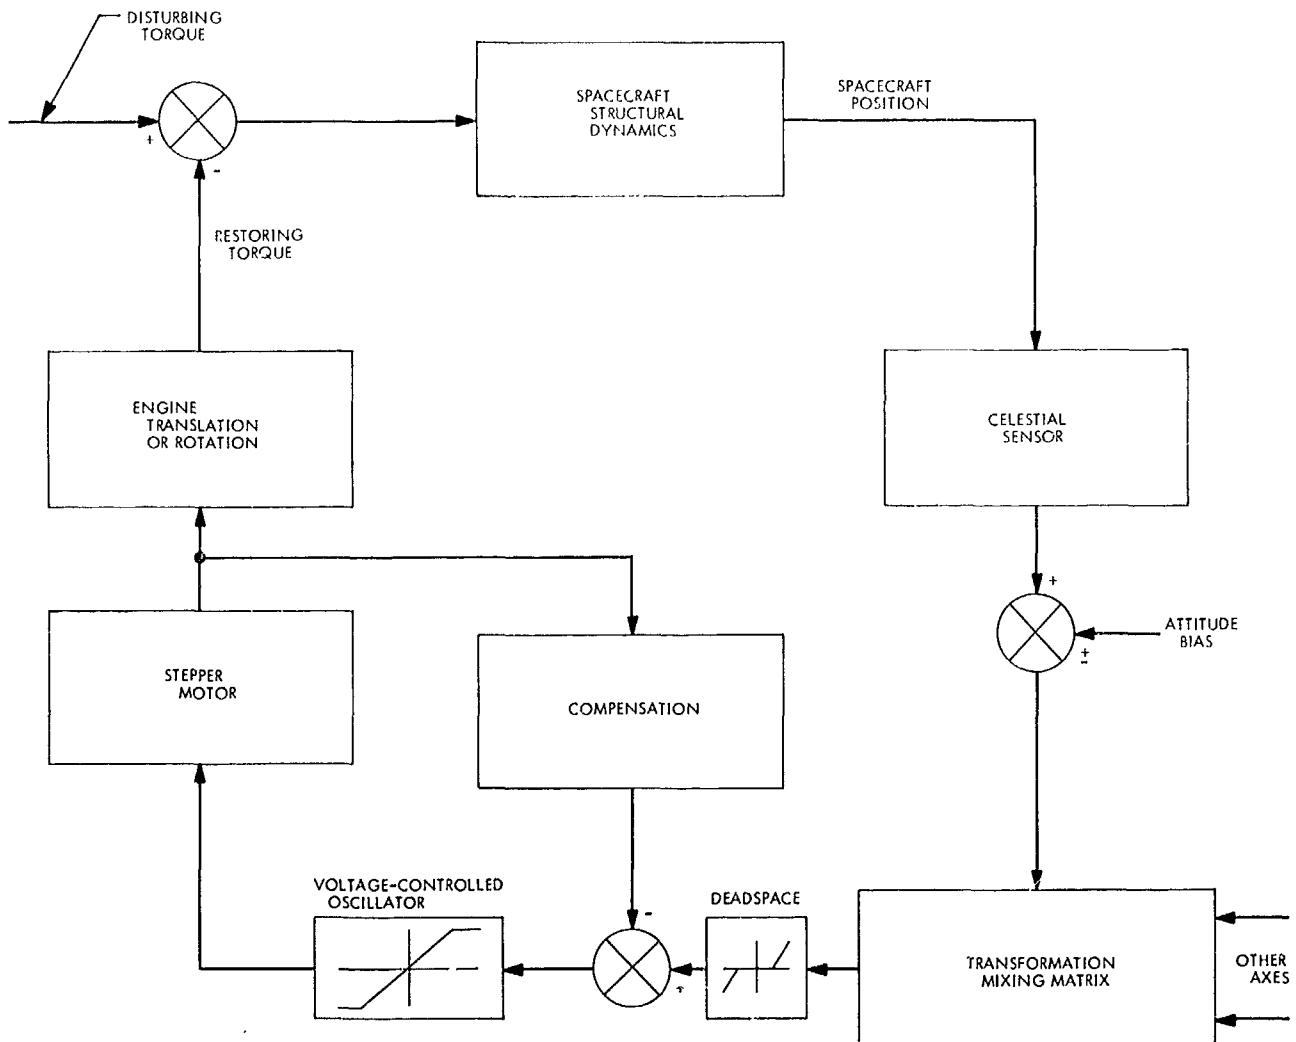 DISTURBING
TORQUE
SPACECRAFT
STRUCTURAL
DYNAMICS
SPACECRAFT
POSITION
+
-
RESTORING
TORQUE
ENGINE
TRANSLATION
OR ROTATION
CELESTIAL
SENSOR
+
ATTITUDE
BIAS
±
STEPPER
MOTOR
COMPENSATION
VOLTAGE-CONTROLLED
OSCILLATOR
DEADSPACE
-
+
TRANSFORMATION
MIXING MATRIX
OTHER
AXES